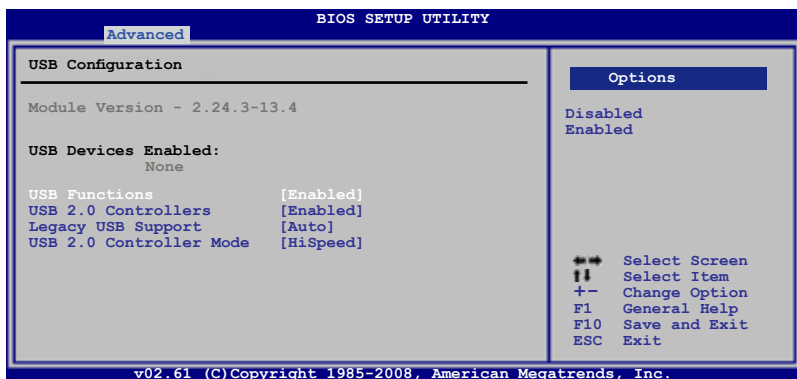 BIOS SETUP UTILITY
Advanced
USB Configuration
Module Version - 2.24.3-13.4
USB Devices Enabled:
None
USB Functions [Enabled]
USB 2.0 Controllers [Enabled]
Legacy USB Support [Auto]
USB 2.0 Controller Mode [HiSpeed]
Options
Disabled
Enabled
←→ Select Screen
↑↓ Select Item
+- Change Option
F1 General Help
F10 Save and Exit
ESC Exit
v02.61 (C)Copyright 1985-2008, American Megatrends, Inc.